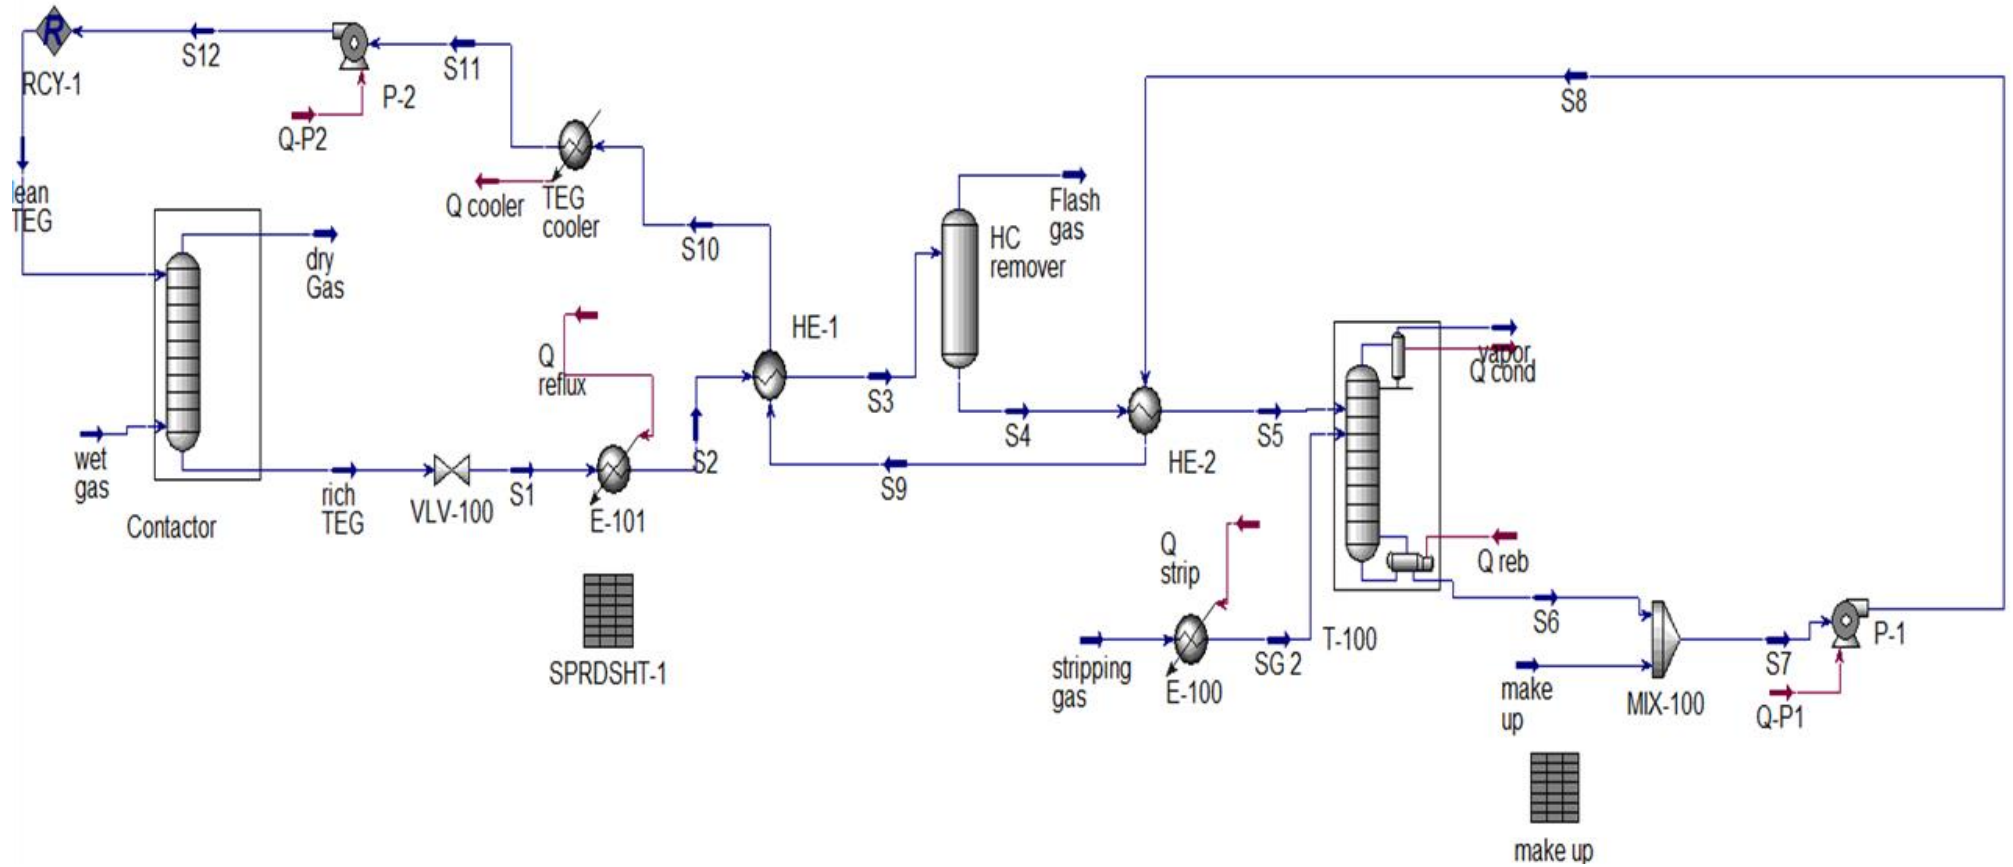 R
RCY-1
S12
S11
P-2
Q-P2
lean
TEG
Q cooler
TEG
cooler
S10
dry
Gas
wet
gas
Contactor
rich
TEG
VLV-100
S1
Q
reflux
E-101
S2
SPRDSHT-1
HE-1
S3
HC
remover
Flash
gas
S4
S9
HE-2
S5
S8
vapor
Q cond
Q reb
T-100
Q
strip
stripping
gas
E-100
SG 2
S6
make
up
MIX-100
S7
P-1
Q-P1
make up